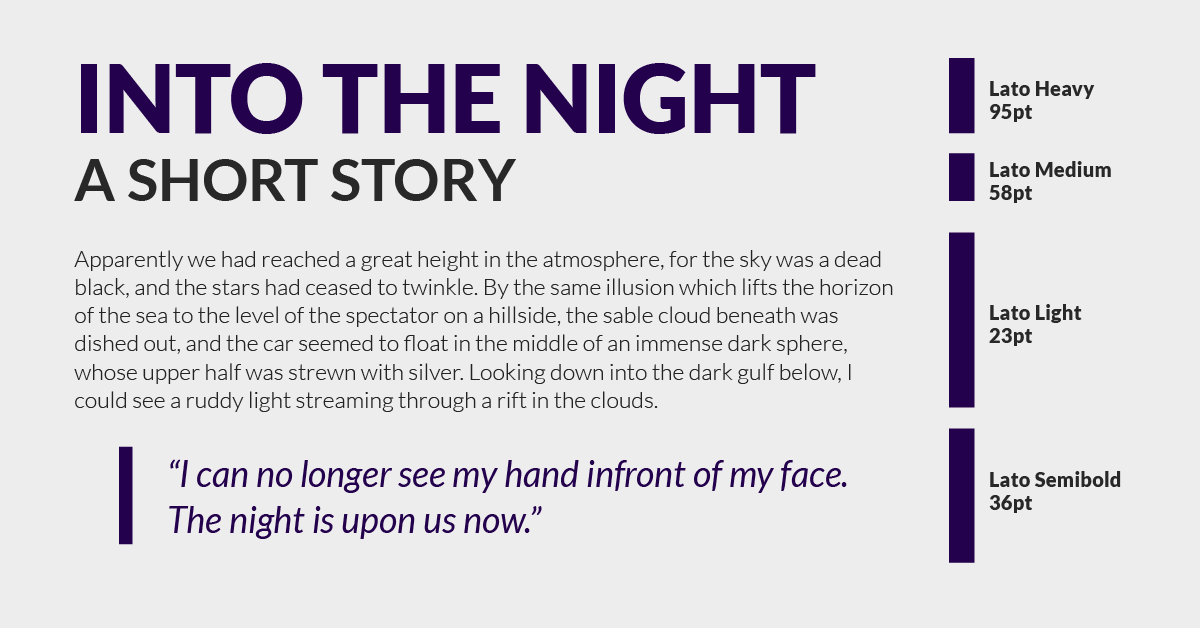 INTO THE NIGHT
A SHORT STORY
Apparently we had reached a great height in the atmosphere, for the sky was a dead
black, and the stars had ceased to twinkle. By the same illusion which lifts the horizon
of the sea to the level of the spectator on a hillside, the sable cloud beneath was
dished out, and the car seemed to float in the middle of an immense dark sphere,
whose upper half was strewn with silver. Looking down into the dark gulf below, I
could see a ruddy light streaming through a rift in the clouds.
“I can no longer see my hand infront of my face.
The night is upon us now.”
Lato Heavy
95pt
Lato Medium
58pt
Lato Light
23pt
Lato Semibold
36pt